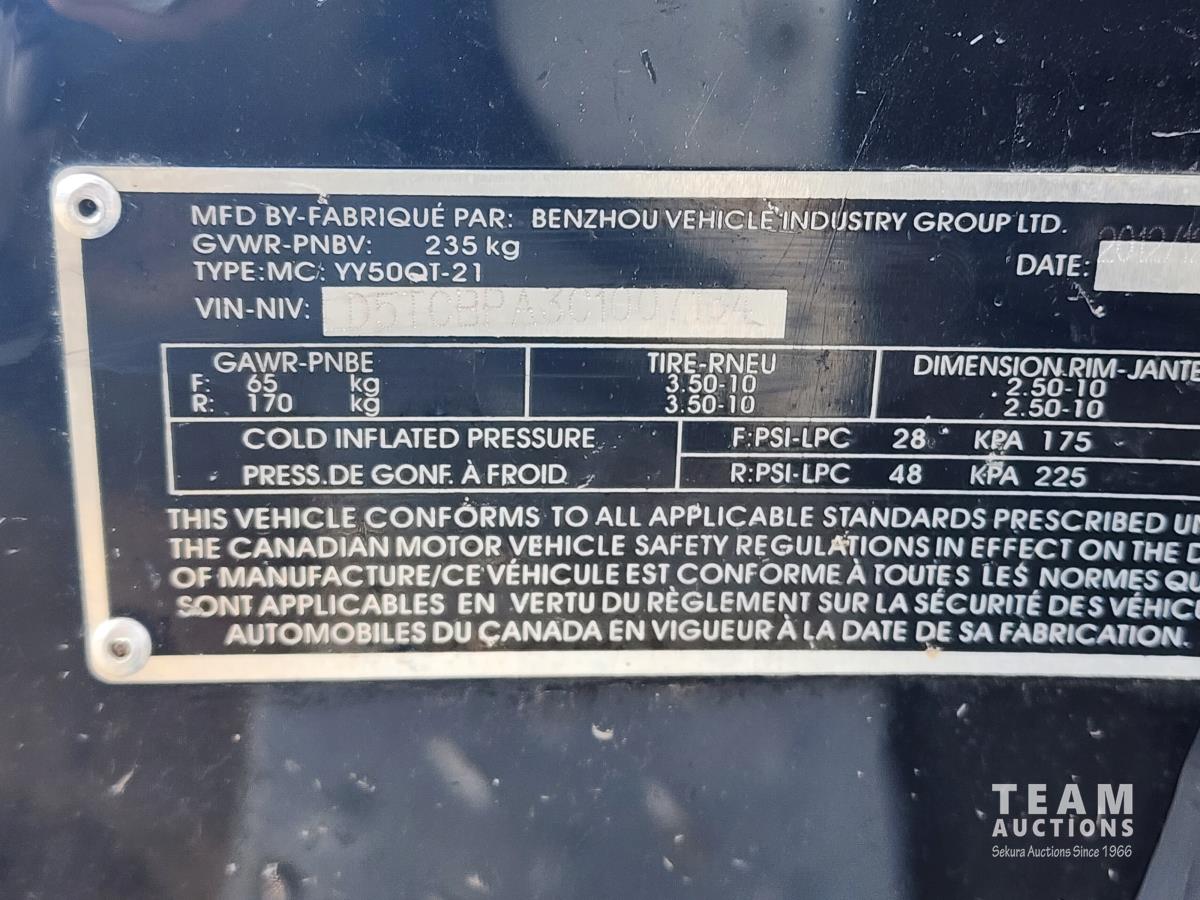 MFD BY-FABRIQUÉ PAR: BENZHOU VEHICLE INDUSTRY GROUP LTD.
GVWR-PNBV: 235 kg
TYPE:MC: YY50QT-21
DATE:
VIN-NIV:
GAWR-PNBE TIRE-RNEU DIMENSION.RIM-JANTE
F: 65 kg 3.50-10 2.50-10
R: 170 kg 3.50-10 2.50-10
COLD INFLATED PRESSURE F:PSI-LPC 28 KPA 175
PRESS.DE GONF. À FROID R:PSI-LPC 48 KPA 225
THIS VEHICLE CONFORMS TO ALL APPLICABLE STANDARDS PRESCRIBED
THE CANADIAN MOTOR VEHICLE SAFETY REGULATIONS IN EFFECT ON THE
OF MANUFACTURE/CE VÉHICULE EST CONFORME À TOUTES LES NORMES
SONT APPLICABLES EN VERTU DU RÈGLEMENT SUR LA SÉCURITÉ DES
AUTOMOBILES DU CANADA EN VIGUEUR À LA DATE DE SA FABRICATION.
TEAM
AUCTIONS
Sekura Auctions Since 1966